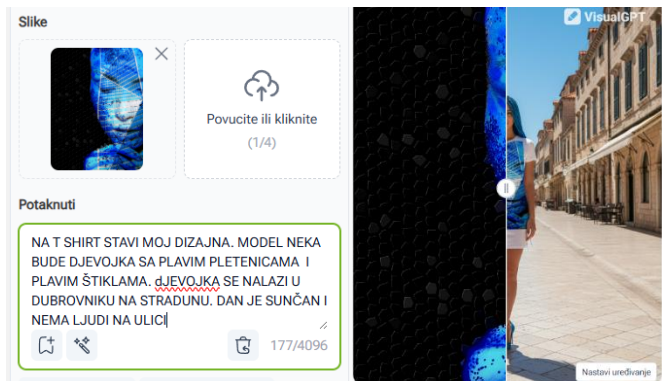 Slike
VisualGPT
Povucite ili kliknite
(1/4)
Potaknuti
NA T SHIRT STAVI MOJ DIZAJNA. MODEL NEKA
BUDE DJEVOJKA SA PLAVIM PLETENICAMA I
PLAVIM ŠTIKLAMA. dJEVOJKA SE NALAZI U
DUBROVNIKU NA STRADUNU. DAN JE SUNČAN I
NEMA LJUDI NA ULICI
177/4096
Nastavi uređivanje